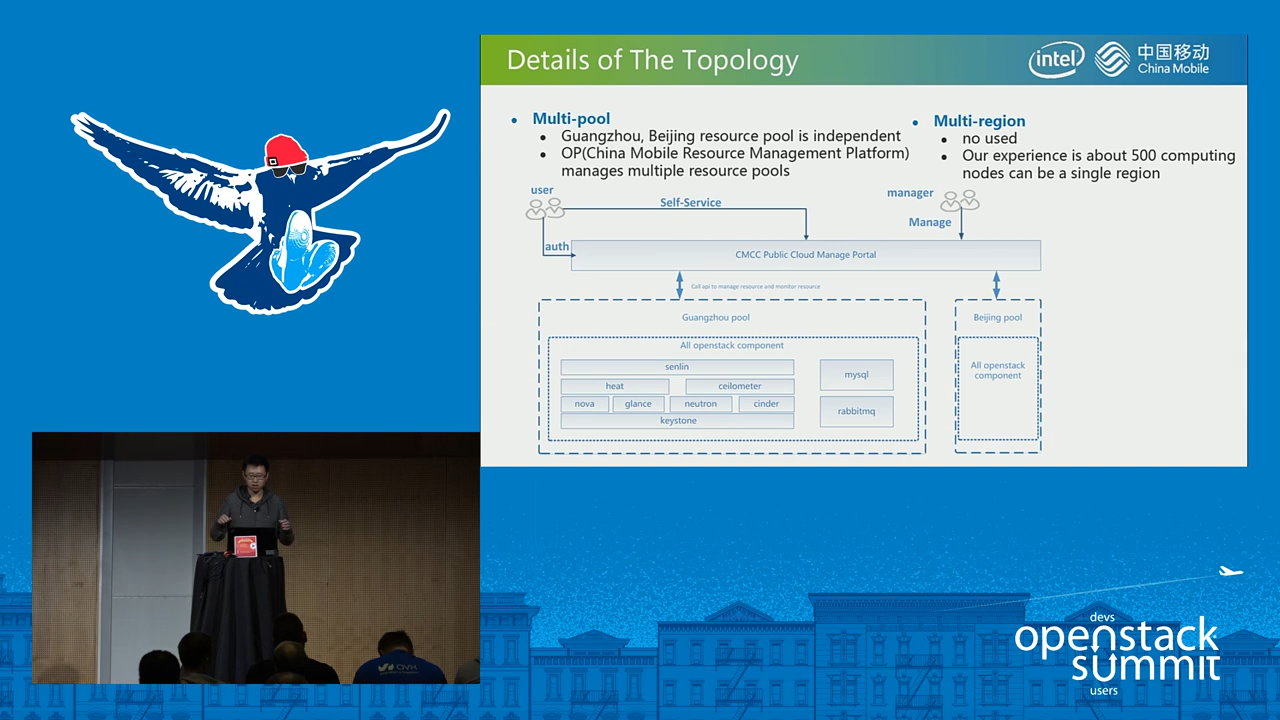 Details of The Topology
intel
中国移动
China Mobile
Multi-pool
Guangzhou, Beijing resource pool is independent
OP(China Mobile Resource Management Platform)
manages multiple resource pools
Multi-region
no used
Our experience is about 500 computing
nodes can be a single region
user
Self-Service
manager
Manage
auth
CMCC Public Cloud Manage Portal
Call api to manage resource and monitor resource
Guangzhou pool
All openstack component
senlin
heat
ceilometer
nova
glance
neutron
cinder
keystone
mysql
rabbitmq
Beijing pool
All openstack
component
OVH
devs
openstack
summit
users